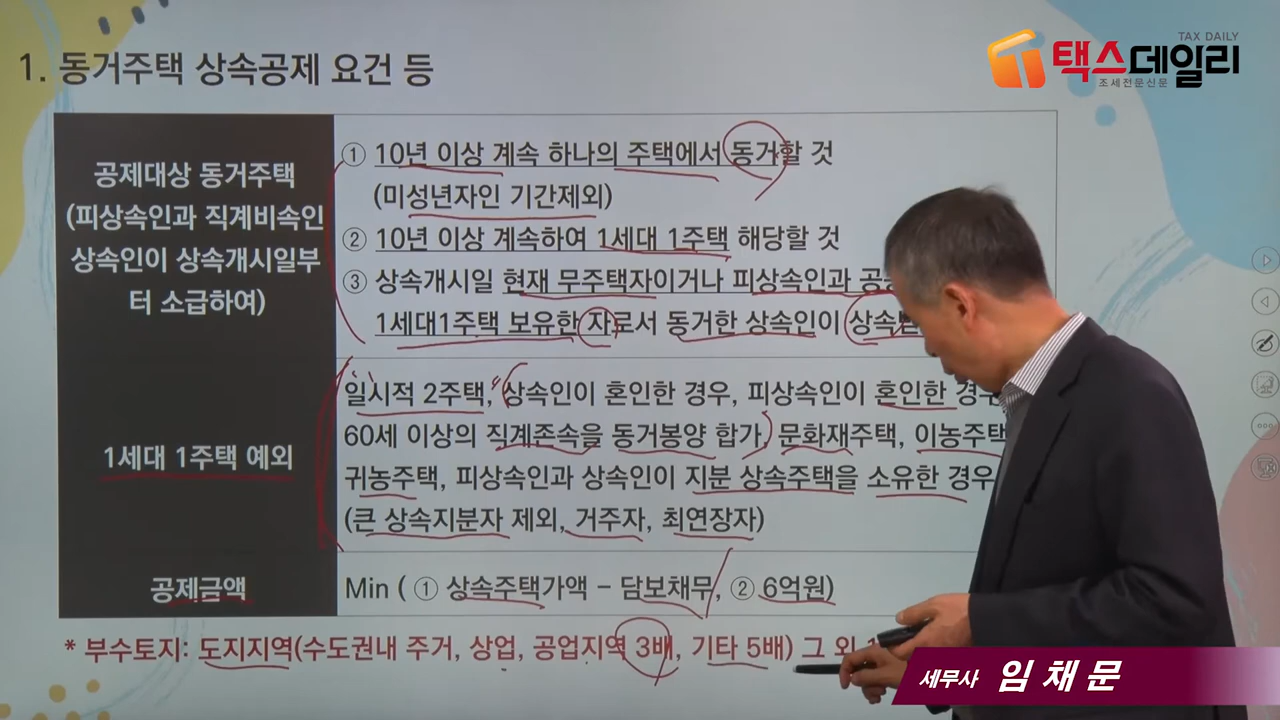 1. 동거주택 상속공제 요건 등
TAX DAILY
택스데일리
조세전문신문
공제대상 동거주택
(피상속인과 직계비속인
상속인이 상속개시일부
터 소급하여)
① 10년 이상 계속 하나의 주택에서 동거할 것
(미성년자인 기간제외)
② 10년 이상 계속하여 1세대 1주택 해당할 것
③ 상속개시일 현재 무주택자이거나 피상속인과
1세대1주택 보유한 자로서 동거한 상속인이
1세대 1주택 예외
일시적 2주택, 상속인이 혼인한 경우, 피상속인이 혼인한
60세 이상의 직계존속을 동거봉양 합가, 문화재주택, 이농주택
귀농주택, 피상속인과 상속인이 지분 상속주택을 소유한 경우
(큰 상속지분자 제외, 거주자, 최연장자)
공제금액
Min ( ① 상속주택가액 – 담보채무, ② 6억원)
* 부수토지: 도지지역(수도권내 주거, 상업, 공업지역 3배, 기타 5배) 그 외
세무사 임채문